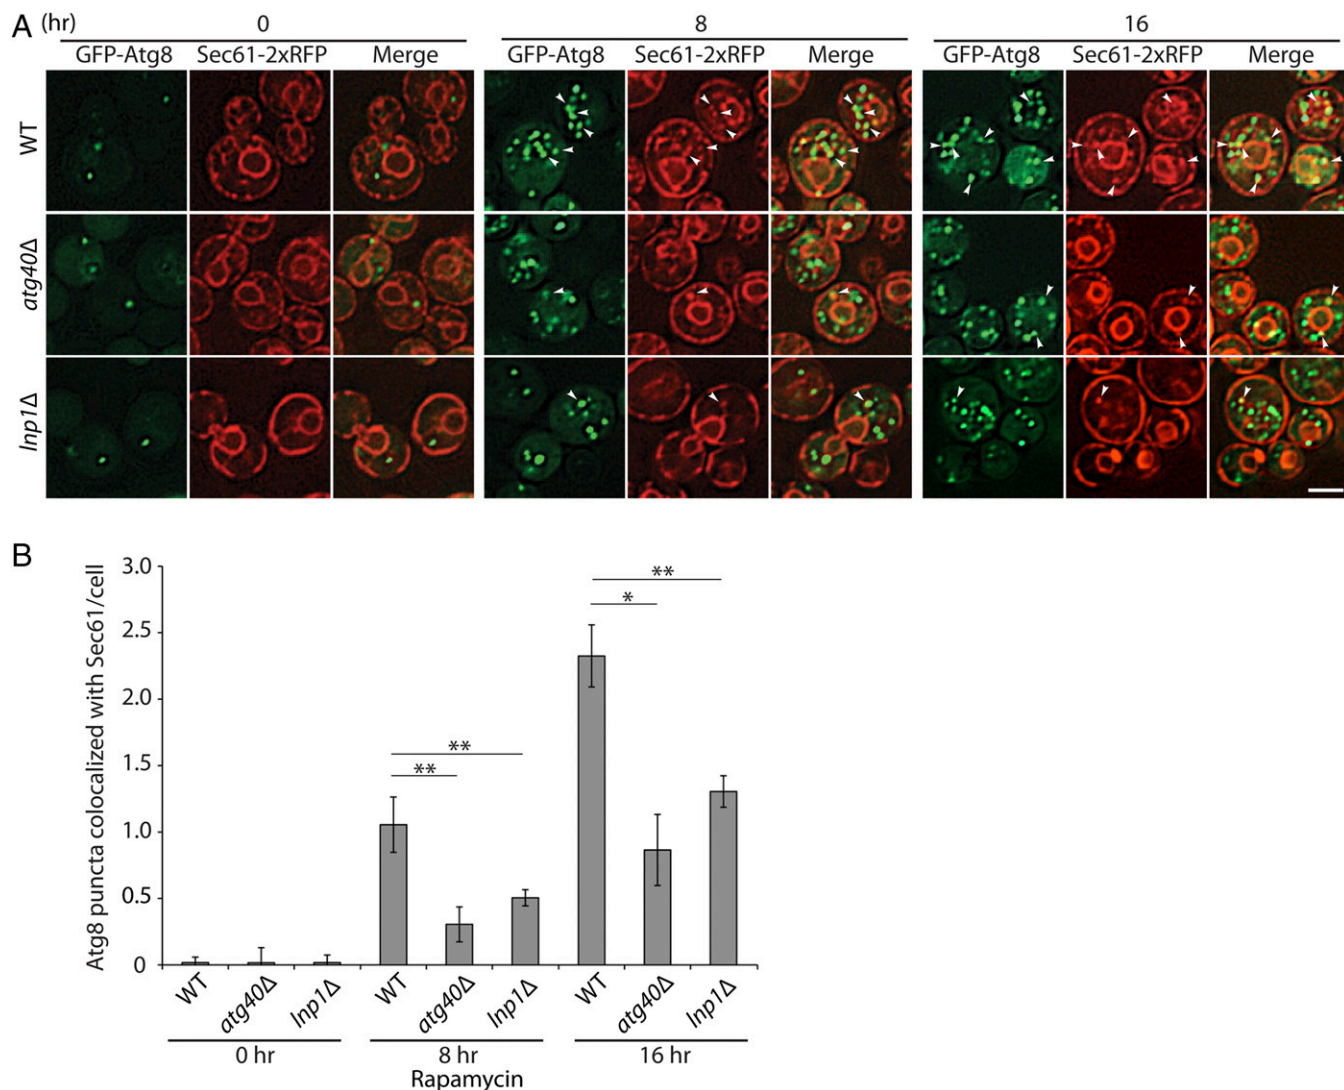 A (hr) 0 8 16
GFP-Atg8 Sec61-2xRFP Merge GFP-Atg8 Sec61-2xRFP Merge GFP-Atg8 Sec61-2xRFP Merge
WT
atg40Δ
lnp1Δ
B
Atg8 puncta colocalized with Sec61/cell
3.0
2.5
2.0
1.5
1.0
0.5
0
** ** * **
WT atg40Δ lnp1Δ WT atg40Δ lnp1Δ WT atg40Δ lnp1Δ
0 hr 8 hr 16 hr
Rapamycin